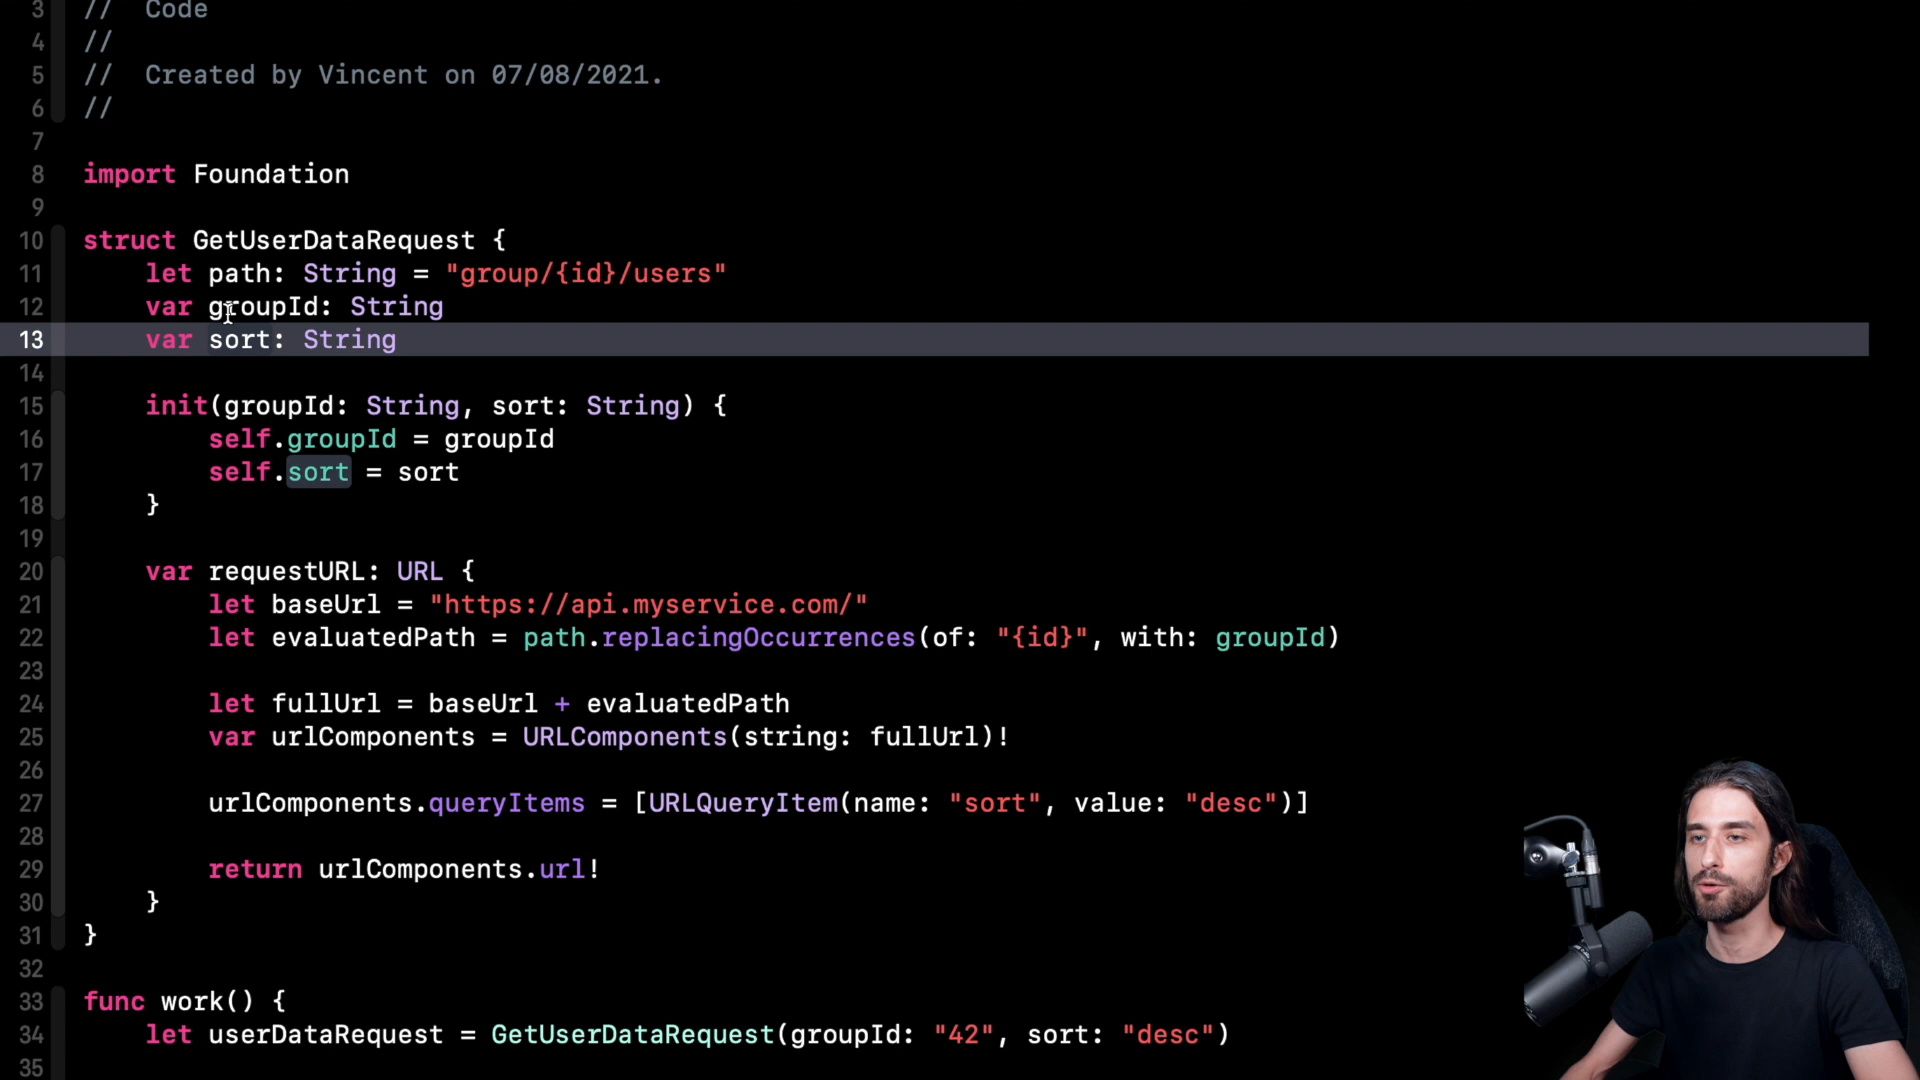 3 //  Code
4 //
5 //  Created by Vincent on 07/08/2021.
6 //
7
8 import Foundation
9
10 struct GetUserDataRequest {
11     let path: String = "group/{id}/users"
12     var groupId: String
13     var sort: String
14
15     init(groupId: String, sort: String) {
16         self.groupId = groupId
17         self.sort = sort
18     }
19
20     var requestURL: URL {
21         let baseUrl = "https://api.myservice.com/"
22         let evaluatedPath = path.replacingOccurrences(of: "{id}", with: groupId)
23
24         let fullUrl = baseUrl + evaluatedPath
25         var urlComponents = URLComponents(string: fullUrl)!
26
27         urlComponents.queryItems = [URLQueryItem(name: "sort", value: "desc")]
28
29         return urlComponents.url!
30     }
31 }
32
33 func work() {
34     let userDataRequest = GetUserDataRequest(groupId: "42", sort: "desc")
35